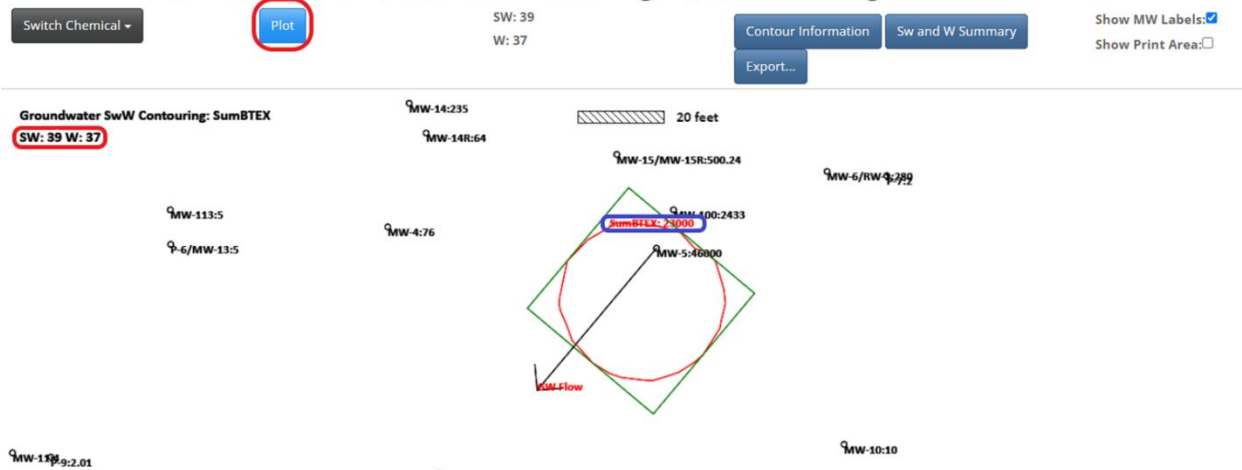 Switch Chemical
Plot
SW: 39
W: 37
Contour Information
Sw and W Summary
Export...
Show MW Labels:
Show Print Area:
Groundwater SwW Contouring: SumBTEX
SW: 39 W: 37
MW-14:235
20 feet
MW-14R:64
MW-15/MW-15R:500.24
MW-113:5
MW-100:2433
SumBTEX: 23000
MW-4:76
P-6/MW-13:5
MW-5:46000
GW Flow
MW-10:10
P-9:2.01